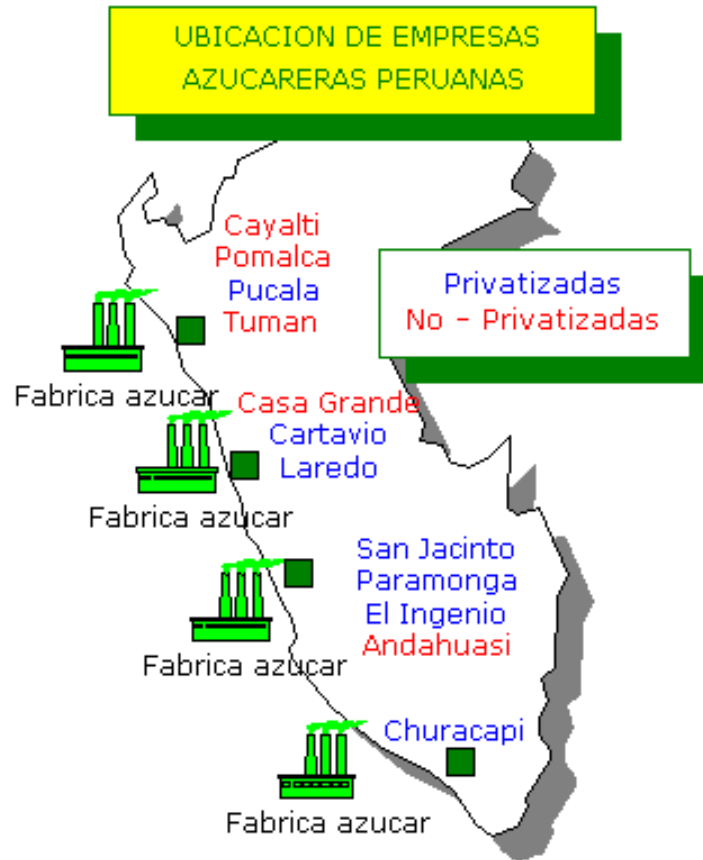 UBICACION DE EMPRESAS
AZUCARERAS PERUANAS
Cayalti
Pomalca
Pucala
Tuman
Privatizadas
No - Privatizadas
Fabrica azucar
Casa Grande
Cartavio
Laredo
Fabrica azucar
San Jacinto
Paramonga
El Ingenio
Andahuasi
Fabrica azucar
Churacapi
Fabrica azucar